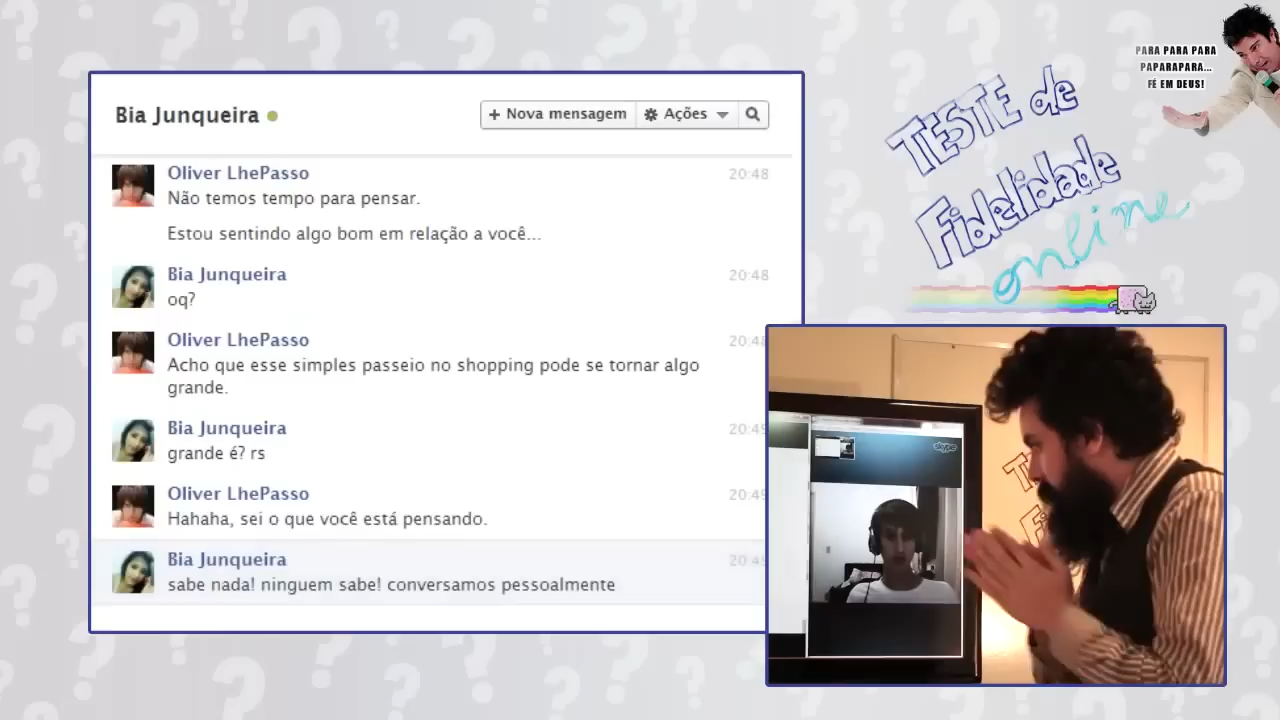 Bia Junqueira
+ Nova mensagem
Ações
Oliver LhePasso
20:48
Não temos tempo para pensar.
Estou sentindo algo bom em relação a você...
Bia Junqueira
20:48
oq?
Oliver LhePasso
Acho que esse simples passeio no shopping pode se tornar algo
grande.
Bia Junqueira
grande é? rs
Oliver LhePasso
Hahaha, sei o que você está pensando.
Bia Junqueira
sabe nada! ninguem sabe! conversamos pessoalmente
PARA PARA PARA
PAPARAPARA...
FÉ EM DEUS!
TESTE de
Fidelidade
online
skype